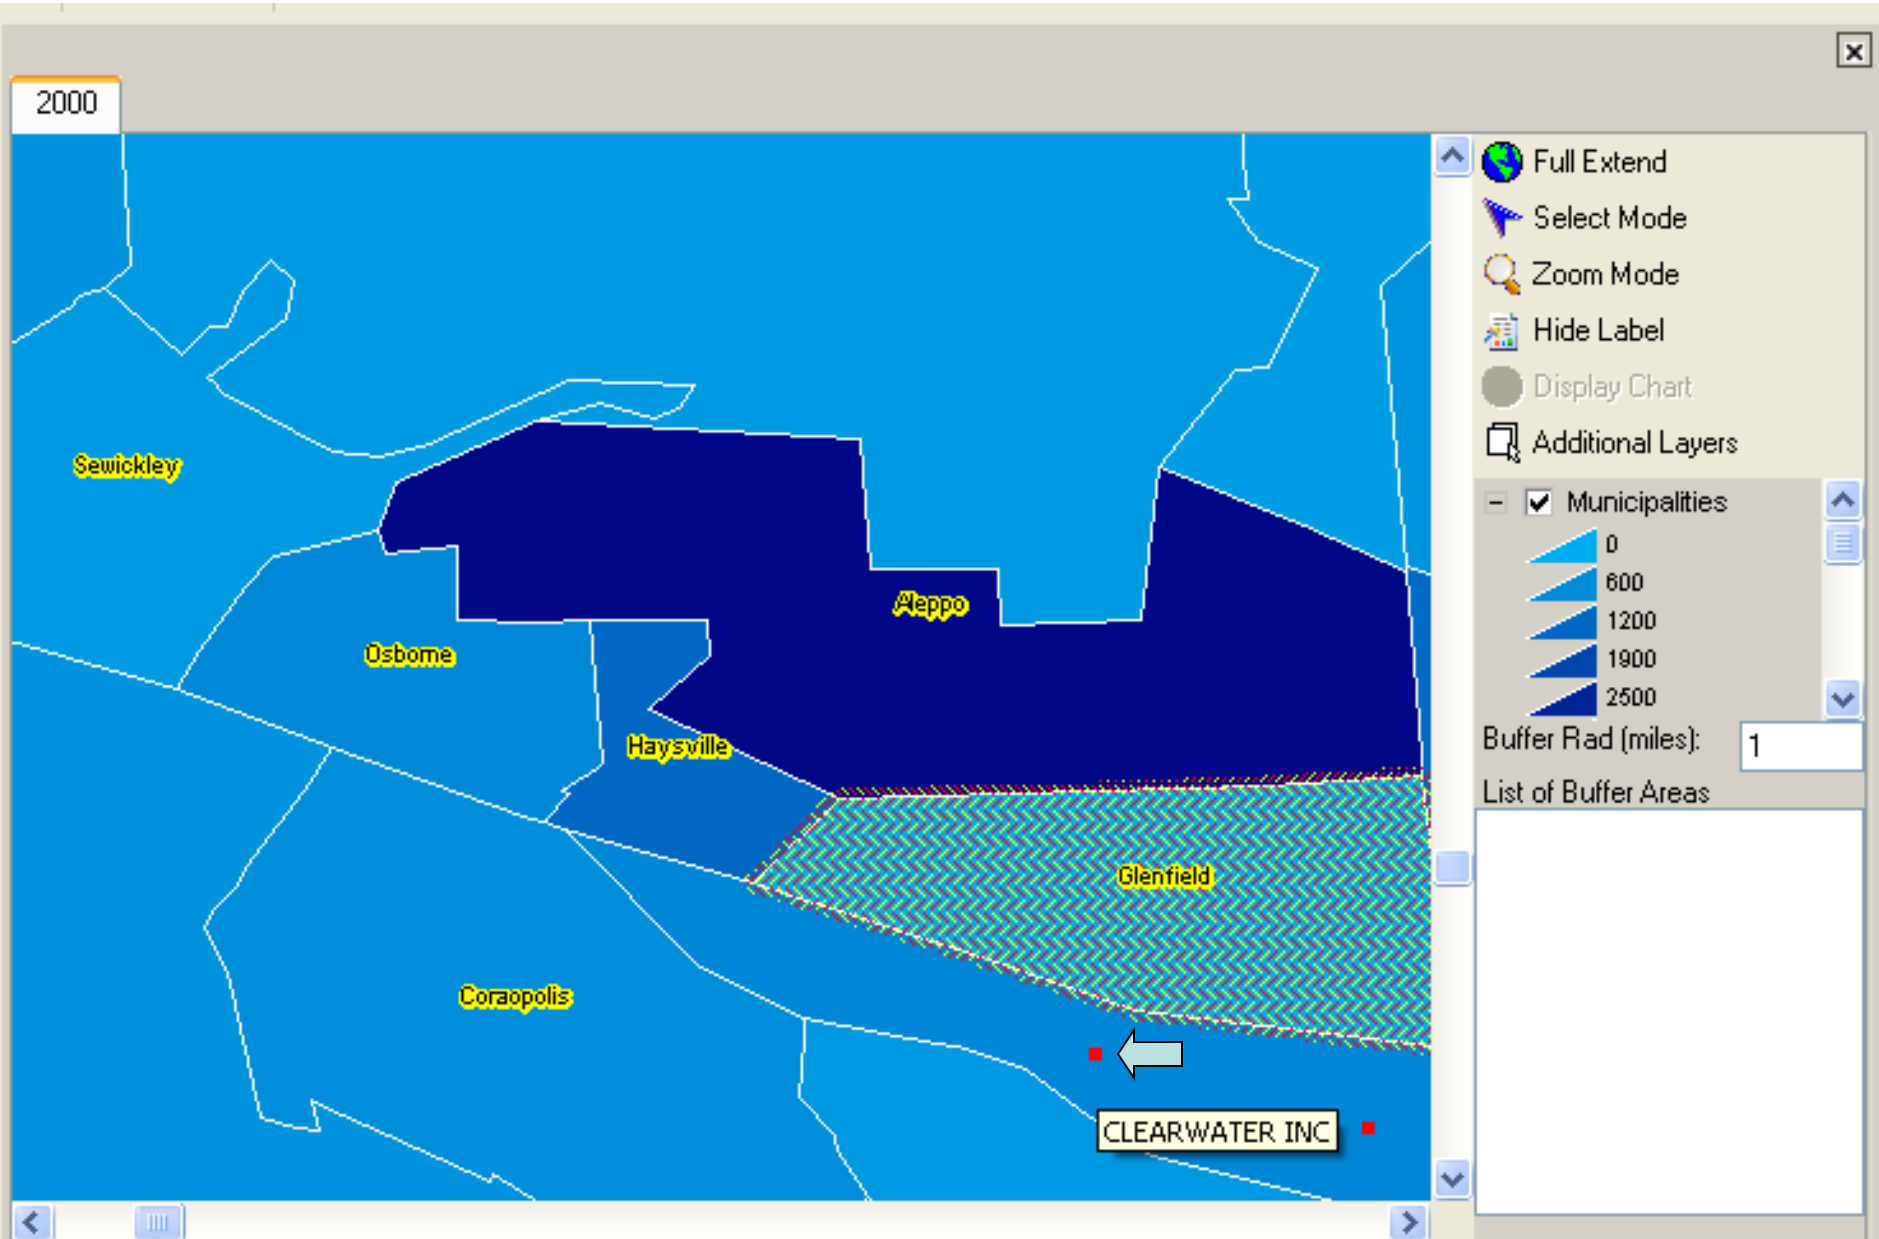 2000
Full Extend
Select Mode
Zoom Mode
Hide Label
Display Chart
Additional Layers
Municipalities
0
600
1200
1900
2500
Buffer Rad (miles): 1
List of Buffer Areas
Sewickley
Aleppo
Osborne
Haysville
Glenfield
Coraopolis
CLEARWATER INC